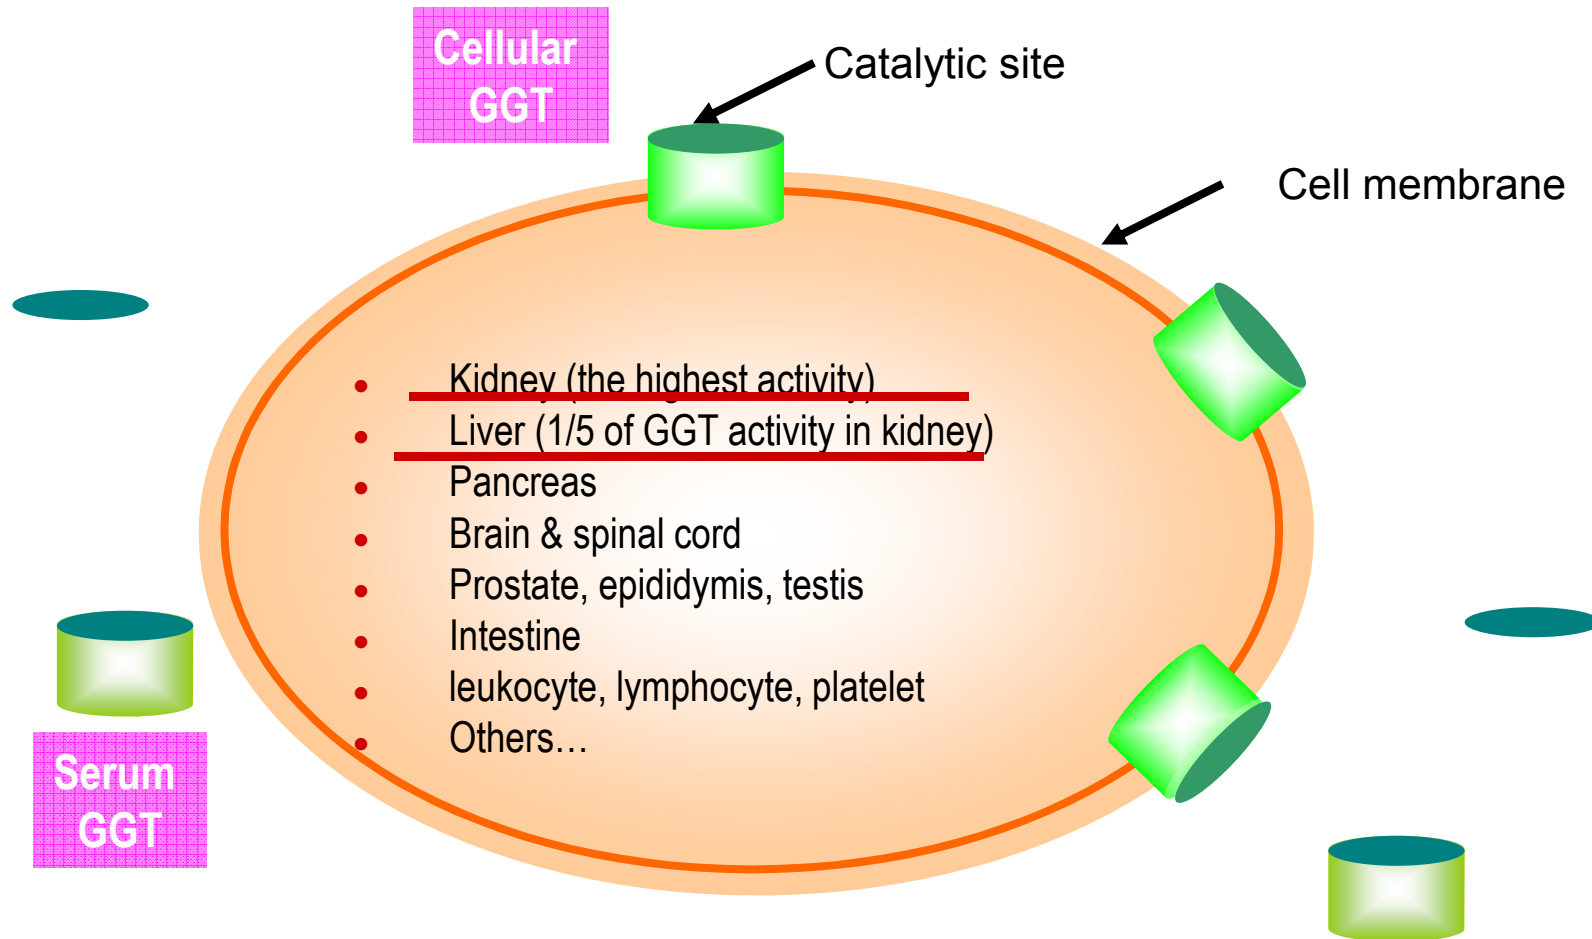 Cellular
GGT
Catalytic site
Cell membrane
• Kidney (the highest activity)
• Liver (1/5 of GGT activity in kidney)
• Pancreas
• Brain & spinal cord
• Prostate, epididymis, testis
• Intestine
• leukocyte, lymphocyte, platelet
• Others…
Serum
GGT